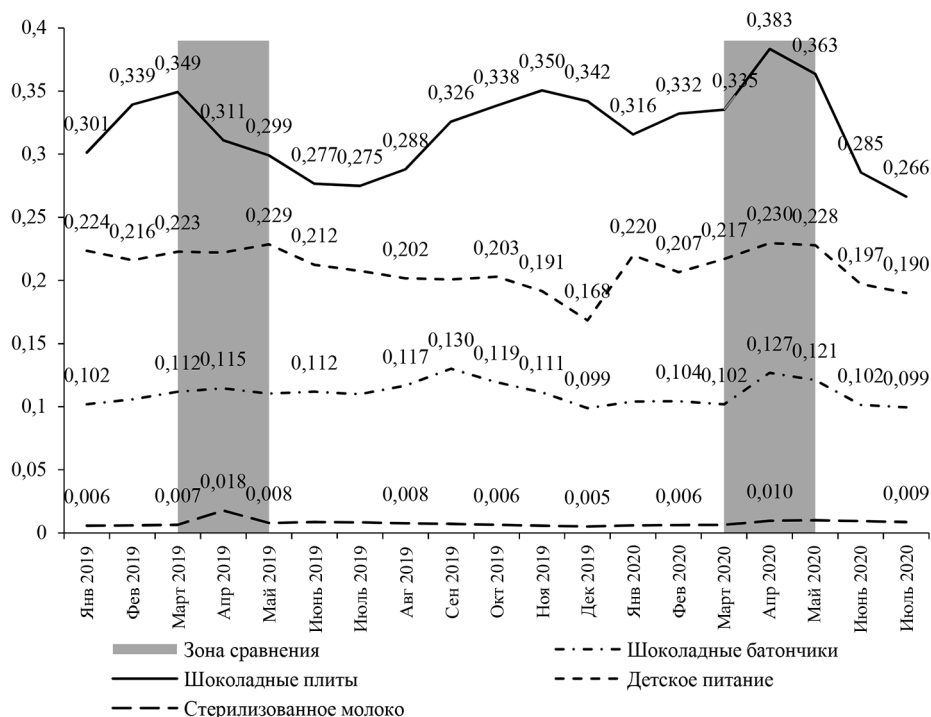 0,4
0,35
0,3
0,25
0,2
0,15
0,1
0,05
0
0,301 0,339 0,349 0,311 0,299 0,277 0,275 0,288 0,326 0,338 0,350 0,342 0,316 0,332 0,335 0,383 0,363 0,285 0,266
0,224 0,216 0,223 0,229 0,212 0,202 0,203 0,191 0,168 0,220 0,207 0,217 0,230 0,228 0,197 0,190
0,102 0,112 0,115 0,112 0,117 0,130 0,119 0,111 0,099 0,104 0,102 0,127 0,121 0,102 0,099
0,006 0,007 0,018 0,008 0,008 0,006 0,005 0,006 0,010 0,009
Янв 2019
Фев 2019
Март 2019
Апр 2019
Май 2019
Июнь 2019
Июль 2019
Авг 2019
Сен 2019
Окт 2019
Ноя 2019
Дек 2019
Янв 2020
Фев 2020
Март 2020
Апр 2020
Май 2020
Июнь 2020
Июль 2020
Зона сравнения Шоколадные батончики
Шоколадные плиты Детское питание
Стерилизованное молоко